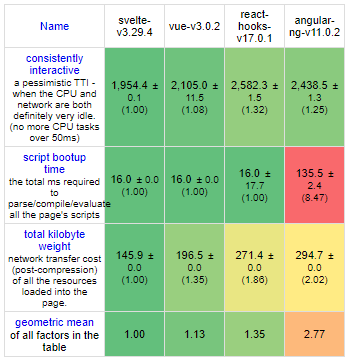 Name
svelte-
v3.29.4
vue-v3.0.2
react-
hooks-
v17.0.1
angular-
ng-v11.0.2
consistently
interactive
a pessimistic TTI -
when the CPU and
network are both
definitely very idle.
(no more CPU tasks
over 50ms)
1,954.4 ±
0.1
(1.00)
2,105.0 ±
11.5
(1.08)
2,582.3 ±
1.5
(1.32)
2,438.5 ±
1.3
(1.25)
script bootup
time
the total ms required
to
parse/compile/evaluate
all the page's scripts
16.0 ± 0.0
(1.00)
16.0 ± 0.0
(1.00)
16.0 ±
17.7
(1.00)
135.5 ±
2.4
(8.47)
total kilobyte
weight
network transfer cost
(post-compression)
of all the resources
loaded into the
page.
145.9 ±
0.0
(1.00)
196.5 ±
0.0
(1.35)
271.4 ±
0.0
(1.86)
294.7 ±
0.0
(2.02)
geometric mean
of all factors in the
table
1.00
1.13
1.35
2.77